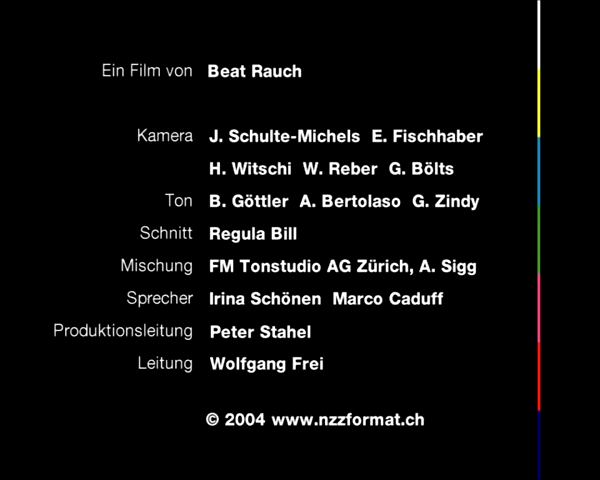 Ein Film von Beat Rauch
Kamera J. Schulte-Michels E. Fischhaber
H. Witschi W. Reber G. Bölts
Ton B. Göttler A. Bertolaso G. Zindy
Schnitt Regula Bill
Mischung FM Tonstudio AG Zürich, A. Sigg
Sprecher Irina Schönen Marco Caduff
Produktionsleitung Peter Stahel
Leitung Wolfgang Frei
© 2004 www.nzzformat.ch